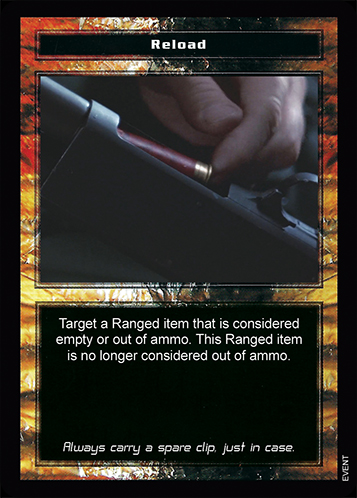 Reload
Target a Ranged item that is considered
empty or out of ammo. This Ranged item
is no longer considered out of ammo.
Always carry a spare clip, just in case.
EVENT